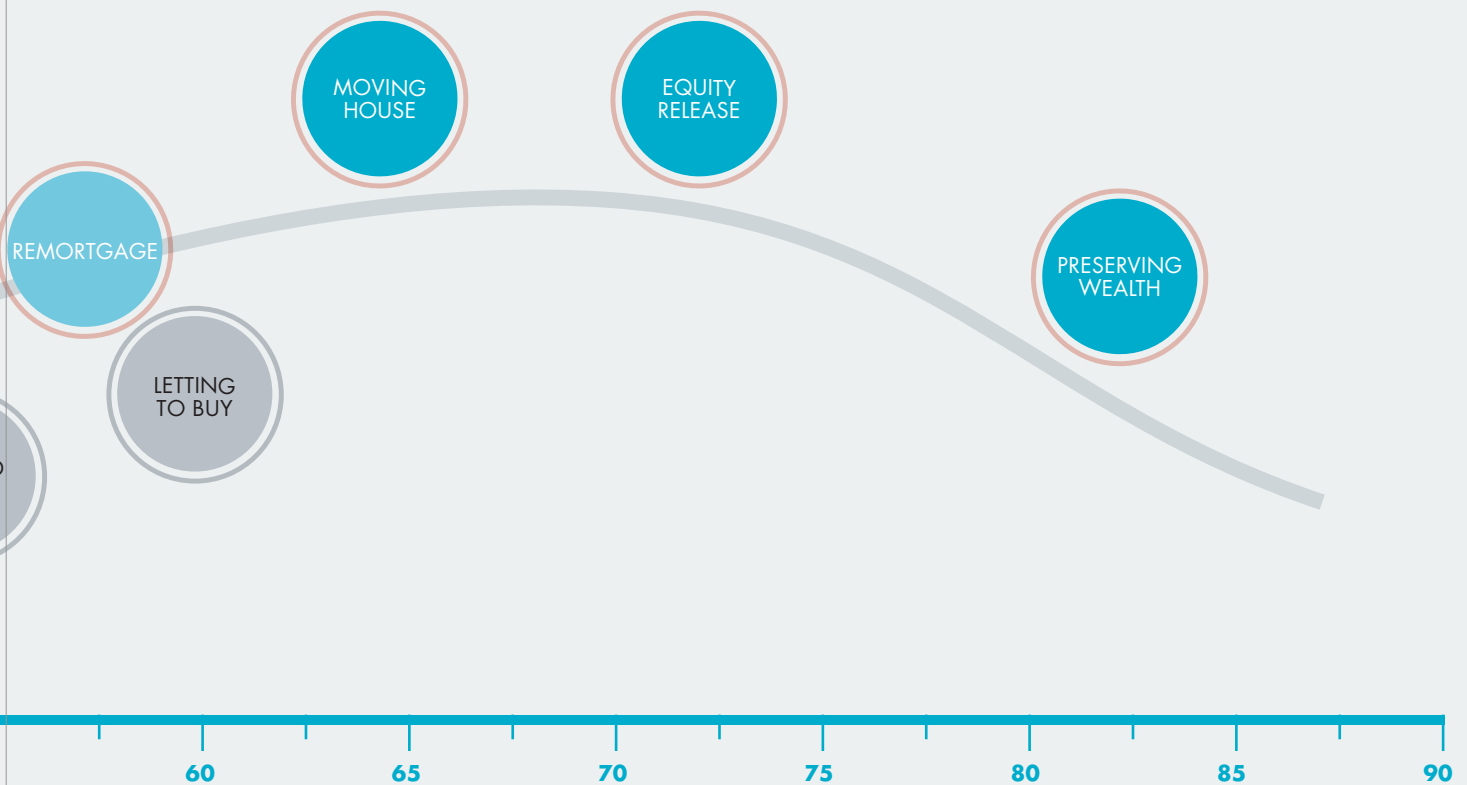 MOVING
HOUSE
EQUITY
RELEASE
REMORTGAGE
PRESERVING
WEALTH
LETTING
TO BUY
60 65 70 75 80 85 90